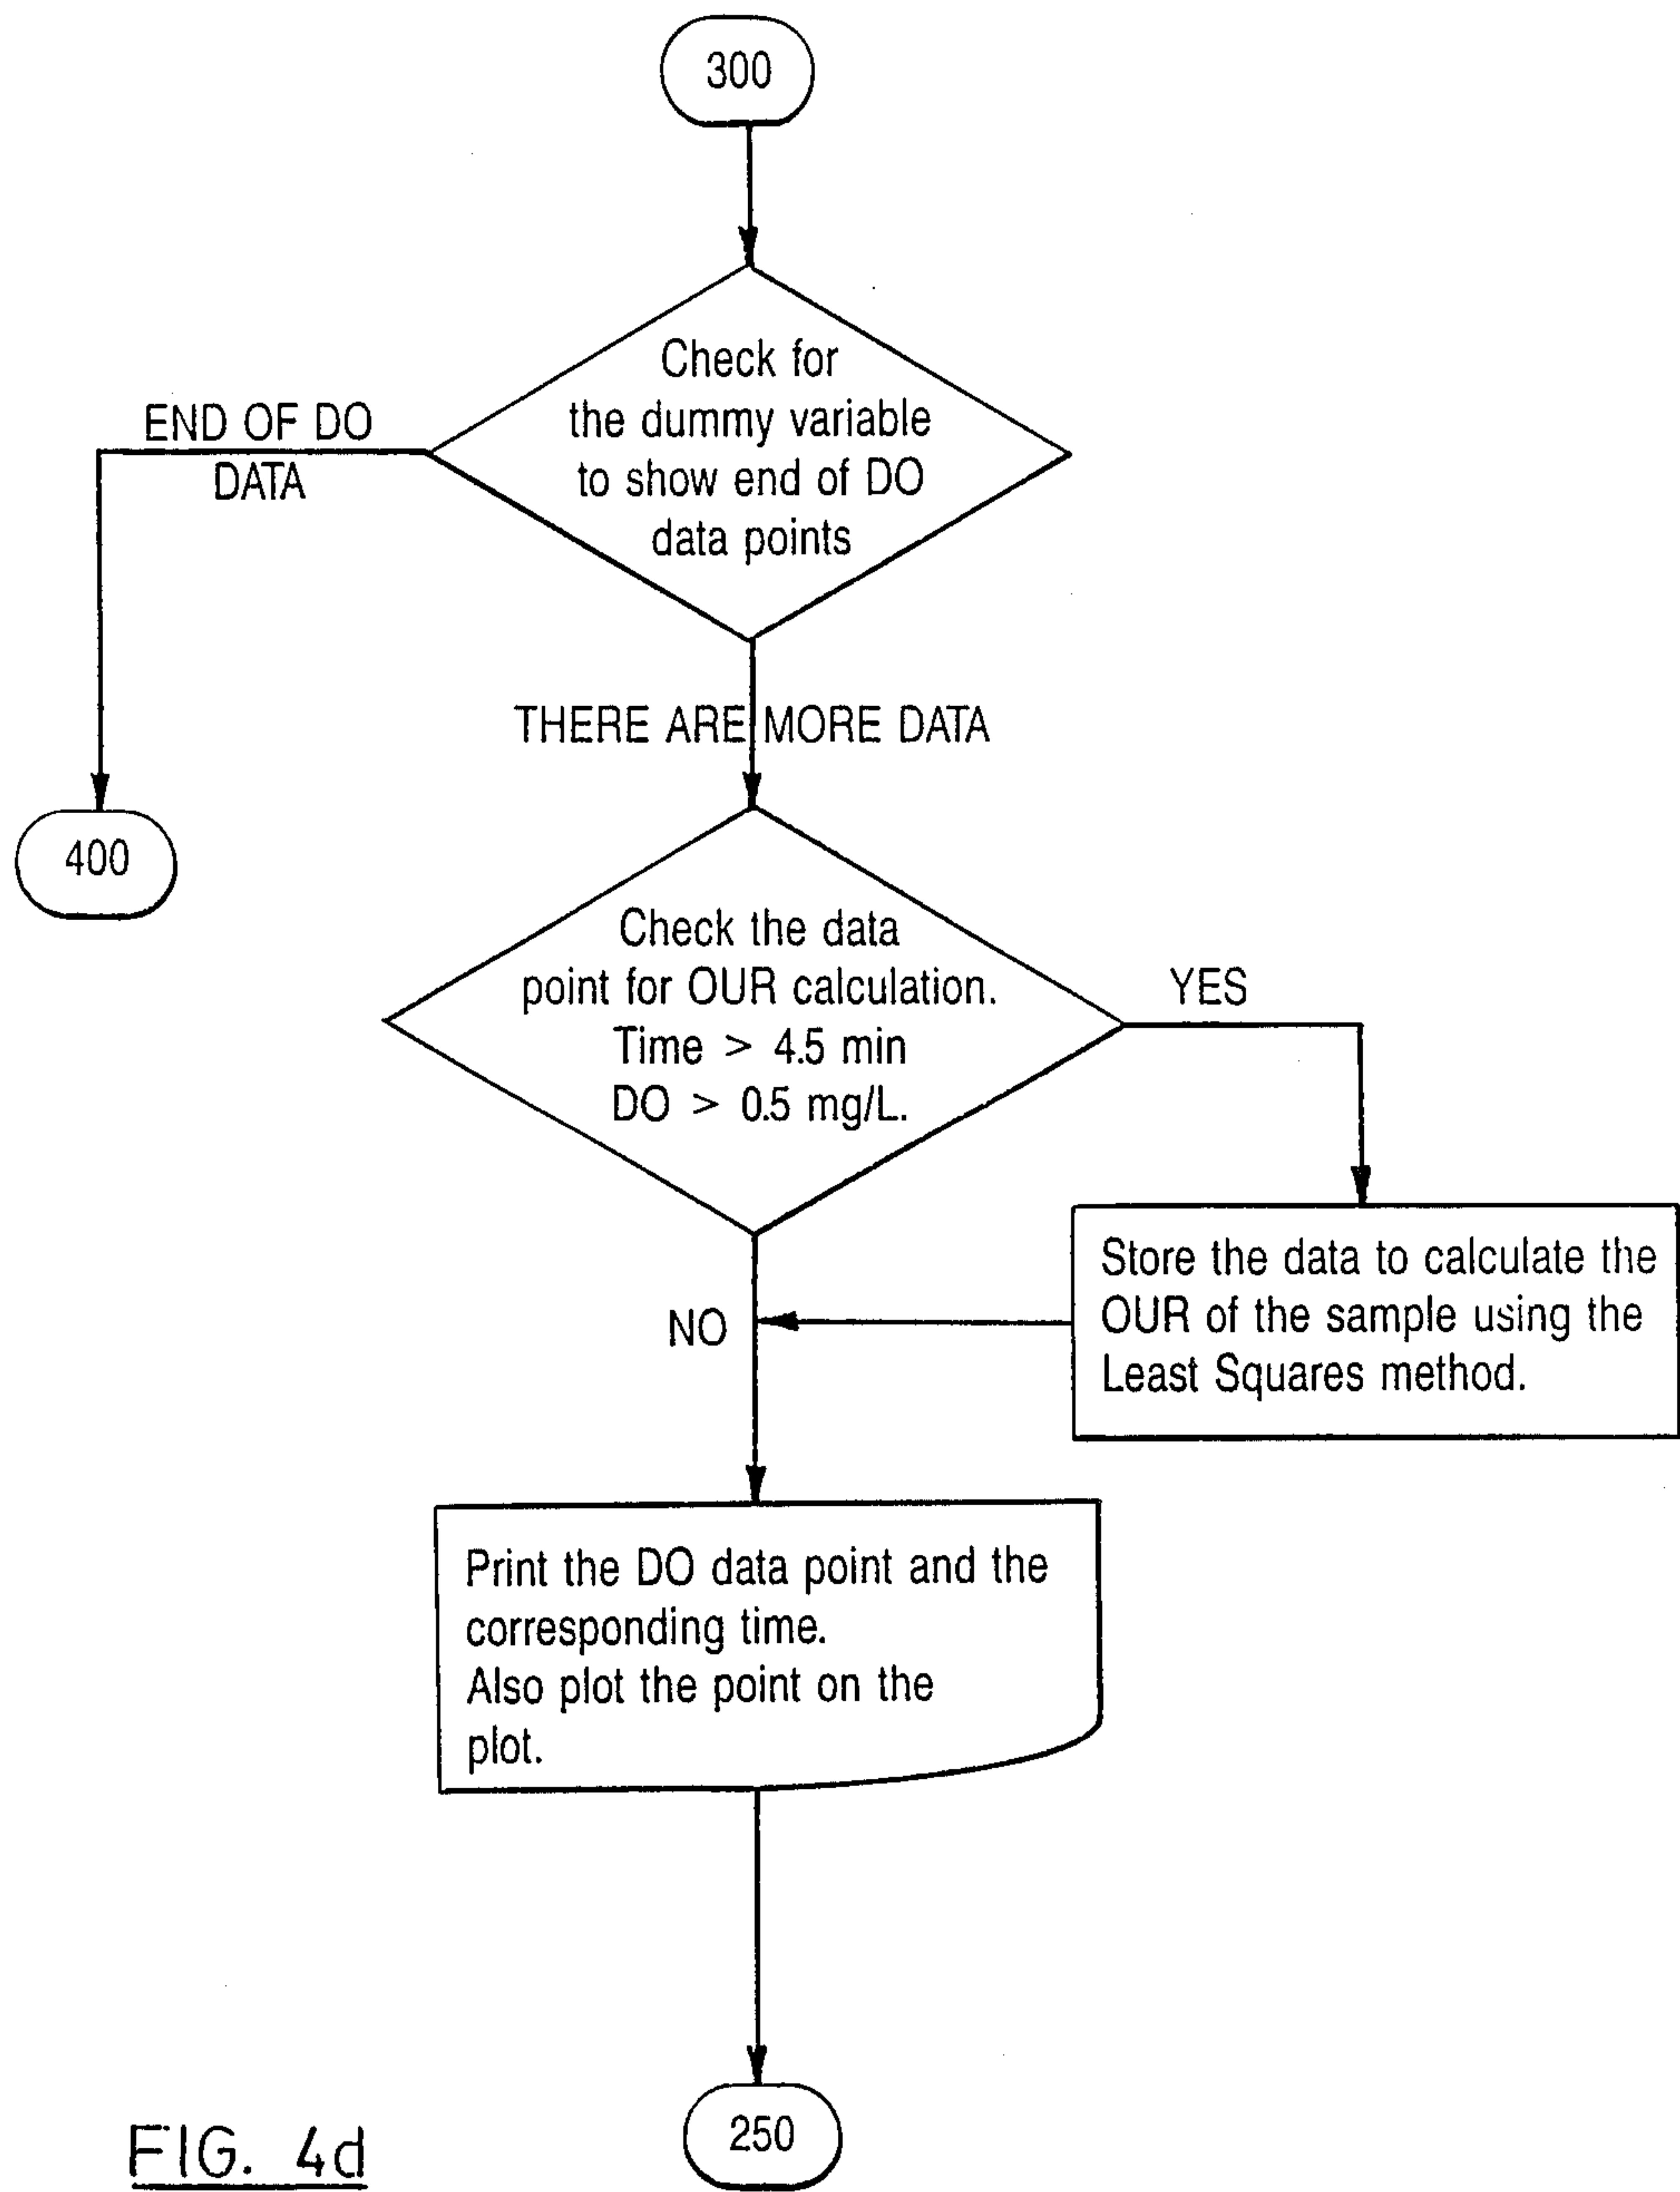 300
Check for
the dummy variable
to show end of DO
data points
END OF DO
DATA
THERE ARE MORE DATA
400
Check the data
point for OUR calculation.
Time > 4.5 min
DO > 0.5 mg/L.
YES
Store the data to calculate the
OUR of the sample using the
Least Squares method.
NO
Print the DO data point and the
corresponding time.
Also plot the point on the
plot.
250
FIG. 4d